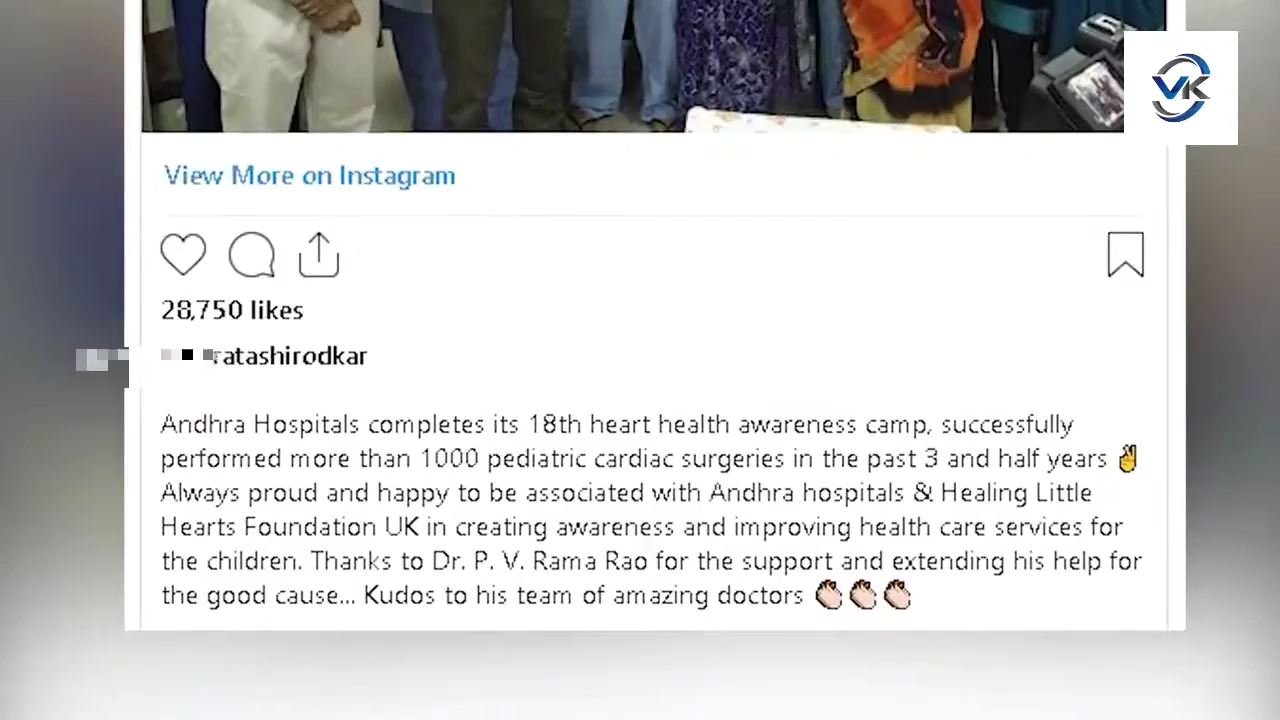 VK
View More on Instagram
28,750 likes
ratashirodkar
Andhra Hospitals completes its 18th heart health awareness camp, successfully
performed more than 1000 pediatric cardiac surgeries in the past 3 and half years ✌
Always proud and happy to be associated with Andhra hospitals & Healing Little
Hearts Foundation UK in creating awareness and improving health care services for
the children. Thanks to Dr. P. V. Rama Rao for the support and extending his help for
the good cause... Kudos to his team of amazing doctors 👏👏👏